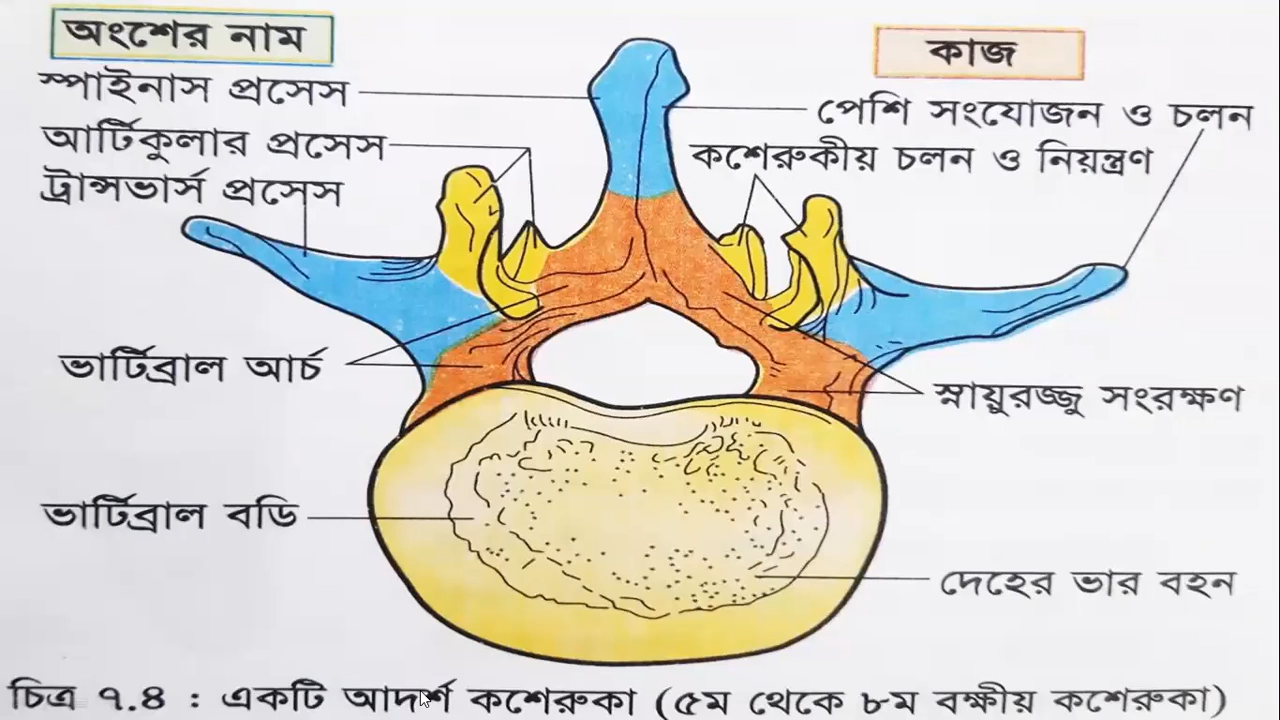 অংশের নাম
কাজ
স্পাইনাস প্রসেস
পেশি সংযোজন ও চলন
আর্টিকুলার প্রসেস
কশেরুকীয় চলন ও নিয়ন্ত্রণ
ট্রান্সভার্স প্রসেস
ভার্টিব্রাল আর্চ
স্নায়ুরজ্জু সংরক্ষণ
ভার্টিব্রাল বডি
দেহের ভার বহন
চিত্র ৭.৪ : একটি আদর্শ কশেরুকা (৫ম থেকে ৮ম বক্ষীয় কশেরুকা)